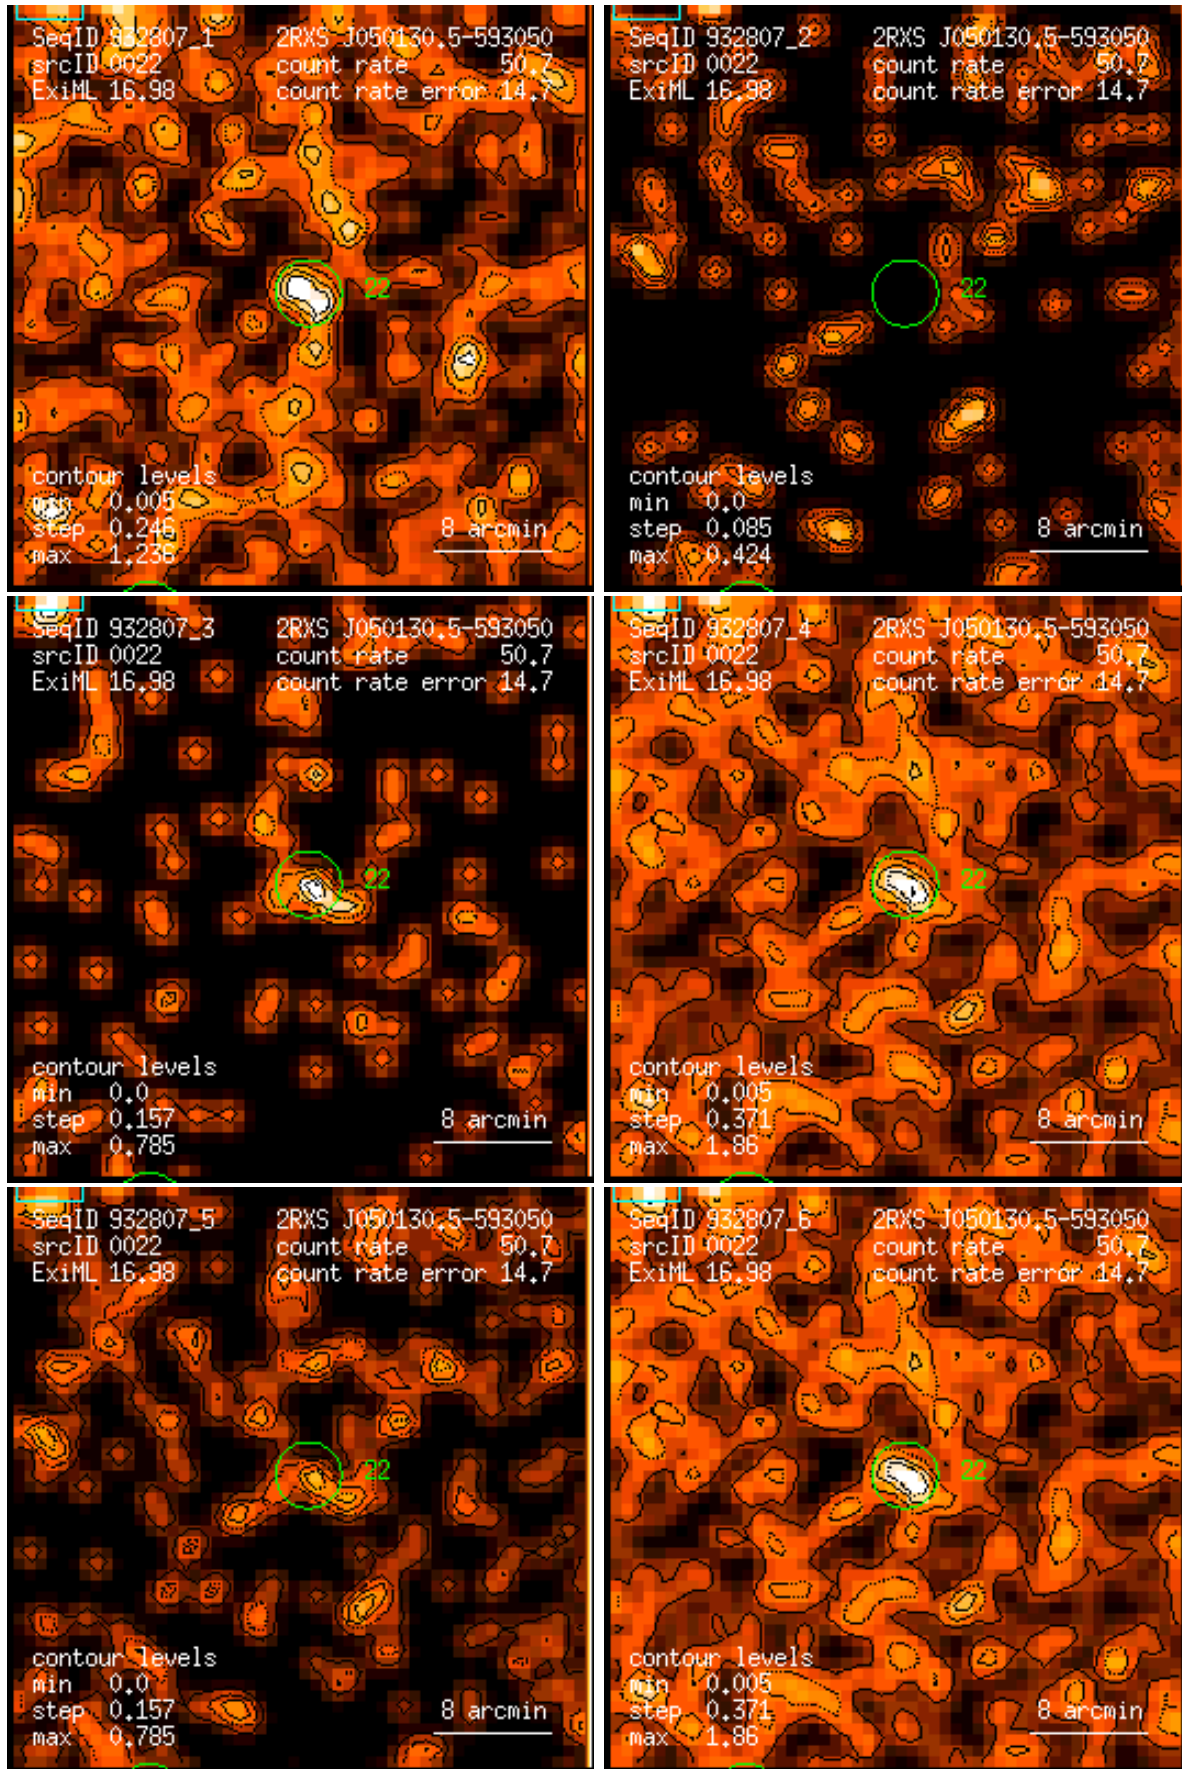 SeqID 932807_1 2RXS J050130.5-593050
srcID 0022 count rate 50.7
ExiML 16.98 count rate error 14.7
22
contour levels
min 0.005
step 0.246
max 1.236
8 arcmin
SeqID 932807_2 2RXS J050130.5-593050
srcID 0022 count rate 50.7
ExiML 16.98 count rate error 14.7
22
contour levels
min 0.0
step 0.085
max 0.424
8 arcmin
SeqID 932807_3 2RXS J050130.5-593050
srcID 0022 count rate 50.7
ExiML 16.98 count rate error 14.7
22
contour levels
min 0.0
step 0.157
max 0.785
8 arcmin
SeqID 932807_4 2RXS J050130.5-593050
srcID 0022 count rate 50.7
ExiML 16.98 count rate error 14.7
22
contour levels
min 0.005
step 0.371
max 1.86
8 arcmin
SeqID 932807_5 2RXS J050130.5-593050
srcID 0022 count rate 50.7
ExiML 16.98 count rate error 14.7
22
contour levels
min 0.0
step 0.157
max 0.785
8 arcmin
SeqID 932807_6 2RXS J050130.5-593050
srcID 0022 count rate 50.7
ExiML 16.98 count rate error 14.7
22
contour levels
min 0.005
step 0.371
max 1.86
8 arcmin